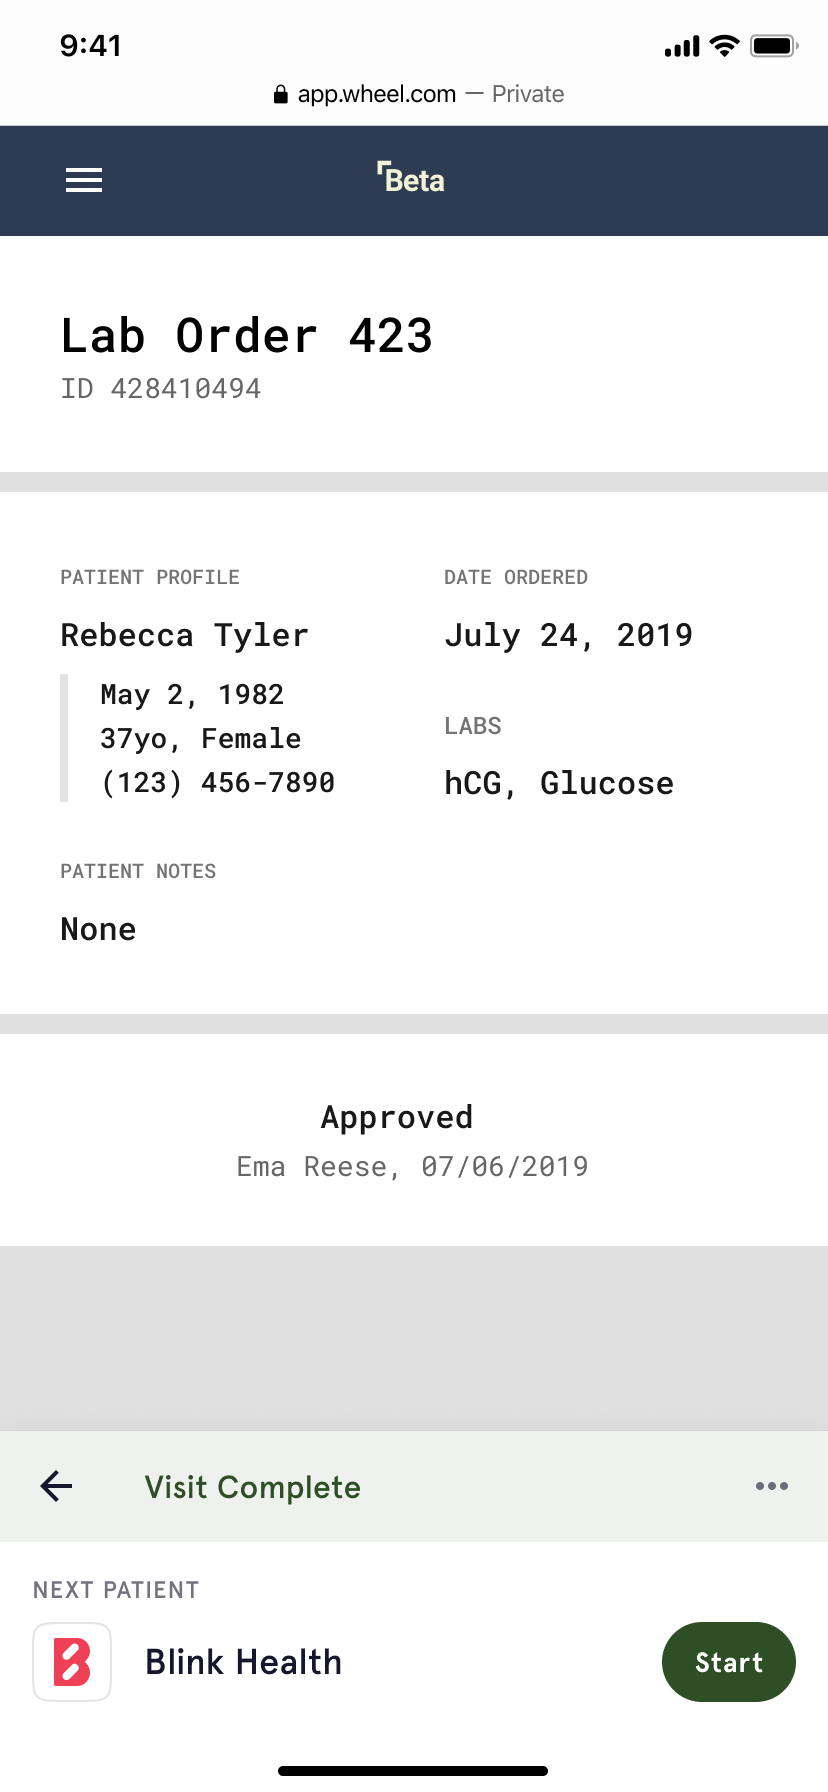 9:41
app.wheel.com — Private
Beta
Lab Order 423
ID 428410494
PATIENT PROFILE
Rebecca Tyler
May 2, 1982
37yo, Female
(123) 456-7890
DATE ORDERED
July 24, 2019
LABS
hCG, Glucose
PATIENT NOTES
None
Approved
Ema Reese, 07/06/2019
Visit Complete
NEXT PATIENT
Blink Health
Start